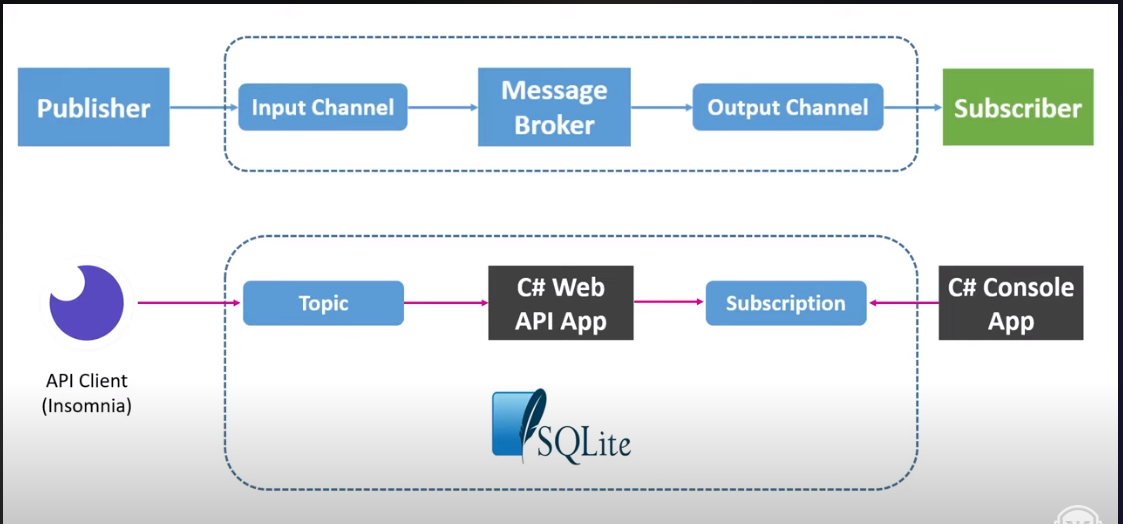 Publisher
Input Channel
Message
Broker
Output Channel
Subscriber
Topic
C# Web
API App
Subscription
C# Console
App
API Client
(Insomnia)
SQLite